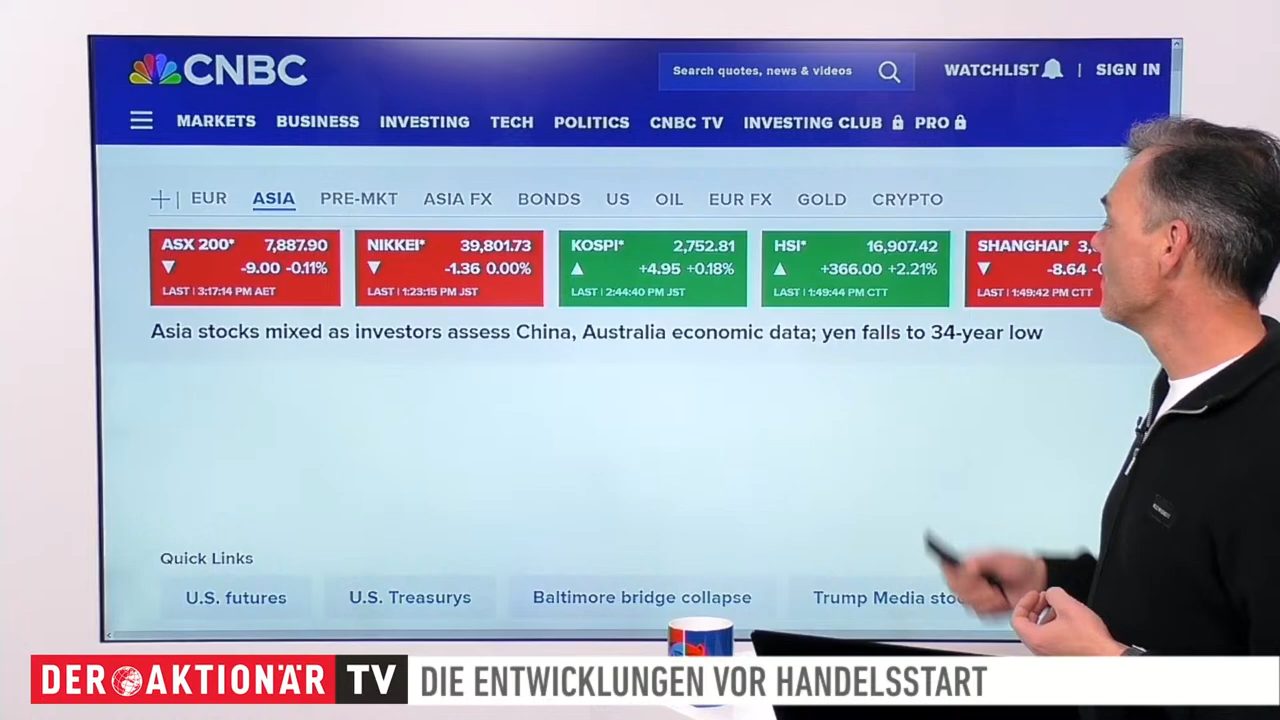 CNBC
Search quotes, news & videos
WATCHLIST | SIGN IN
MARKETS BUSINESS INVESTING TECH POLITICS CNBC TV INVESTING CLUB PRO
+ | EUR ASIA PRE-MKT ASIA FX BONDS US OIL EUR FX GOLD CRYPTO
ASX 200* 7,887.90
-9.00 -0.11%
LAST | 3:17:14 PM AET
NIKKEI* 39,801.73
-1.36 0.00%
LAST | 1:23:15 PM JST
KOSPI* 2,752.81
+4.95 +0.18%
LAST | 2:44:40 PM JST
HSI* 16,907.42
+366.00 +2.21%
LAST | 1:49:44 PM CTT
SHANGHAI* 3,
-8.64
LAST | 1:49:42 PM CTT
Asia stocks mixed as investors assess China, Australia economic data; yen falls to 34-year low
Quick Links
U.S. futures U.S. Treasurys Baltimore bridge collapse Trump Media
DER AKTIONÄR TV DIE ENTWICKLUNGEN VOR HANDELSSTART